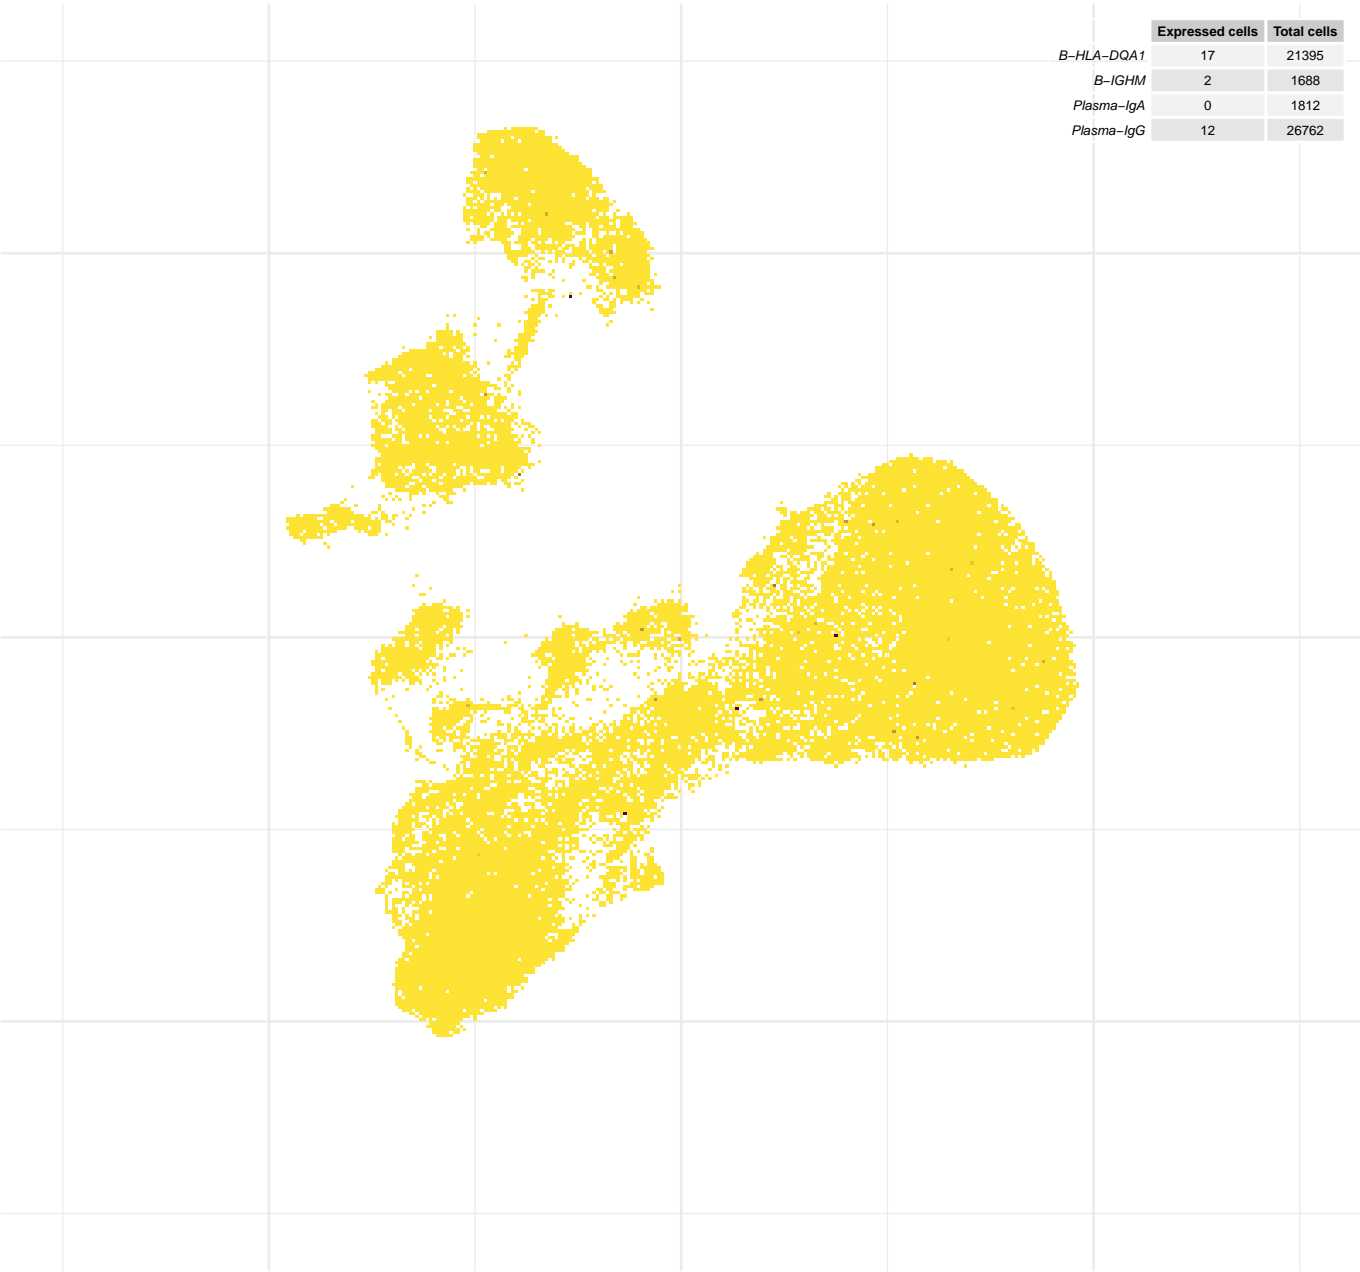 Expressed cells Total cells
B−HLA−DQA1 17 21395
B−IGHM 2 1688
Plasma−IgA 0 1812
Plasma−IgG 12 26762